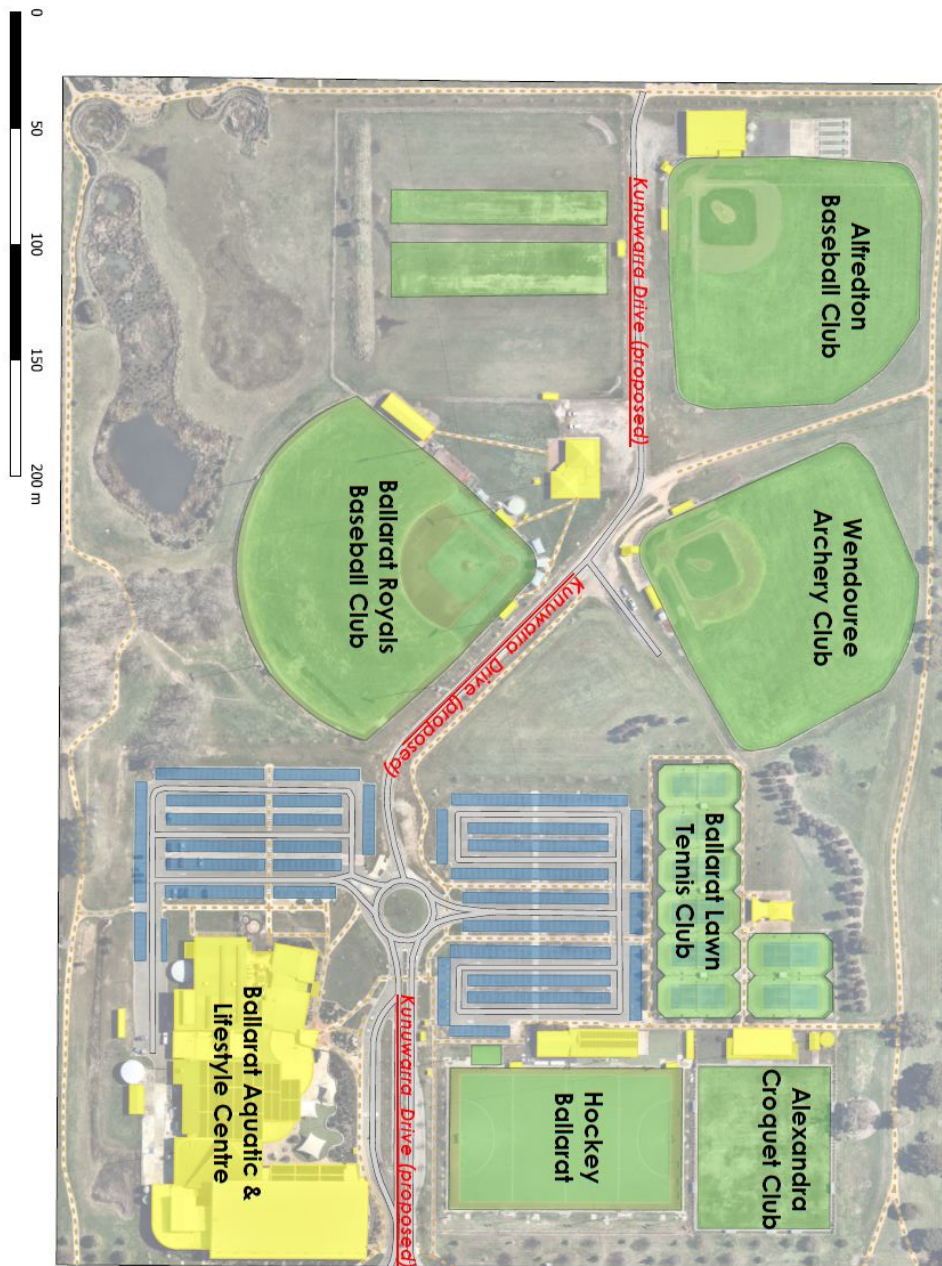 0
50
100
150
200 m
Alfredton
Baseball Club
Kunuwarra Drive (proposed)
Wendouree
Archery Club
Ballarat Royals
Baseball Club
Kunuwarra Drive (proposed)
Ballarat Lawn
Tennis Club
Ballarat Aquatic &
Lifestyle Centre
Kunuwarra Drive (proposed)
Hockey
Ballarat
Alexandra
Croquet Club